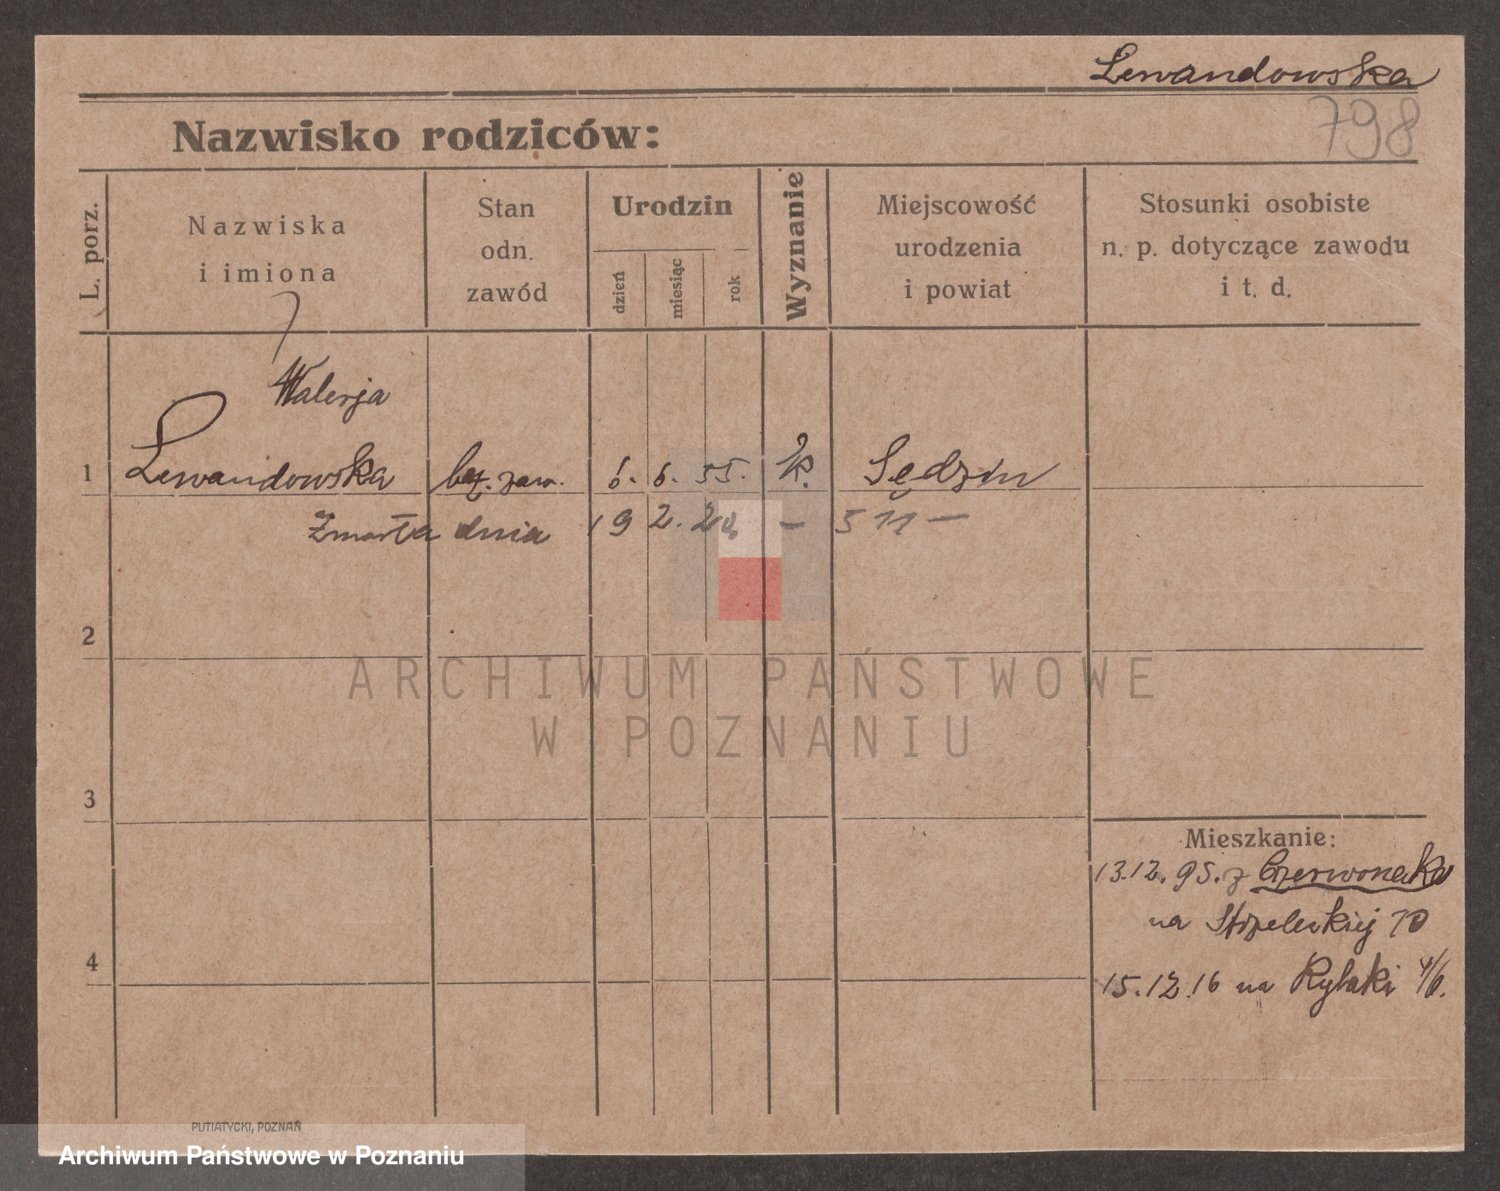 Lewandowska
798
Nazwisko rodziców:
L. porz.
Nazwiska
i imiona
Stan
odn.
zawód
Urodzin
dzień
miesiąc
rok
Wyznanie
Miejscowość
urodzenia
i powiat
Stosunki osobiste
n. p. dotyczące zawodu
i t. d.
Walerja
1 Lewandowska bez. zaw. 6. 6. 55. k. Sędzin
Zmarła dnia 19 2. 20, – 511 –
2
ARCHIWUM PAŃSTWOWE
W POZNANIU
3
Mieszkanie:
13.12.95. z Czerwonaka
na Strzeleckiej 10
4
15.12.16 na Rybaki 4/6.
PUTIATYCKI, POZNAŃ
Archiwum Państwowe w Poznaniu